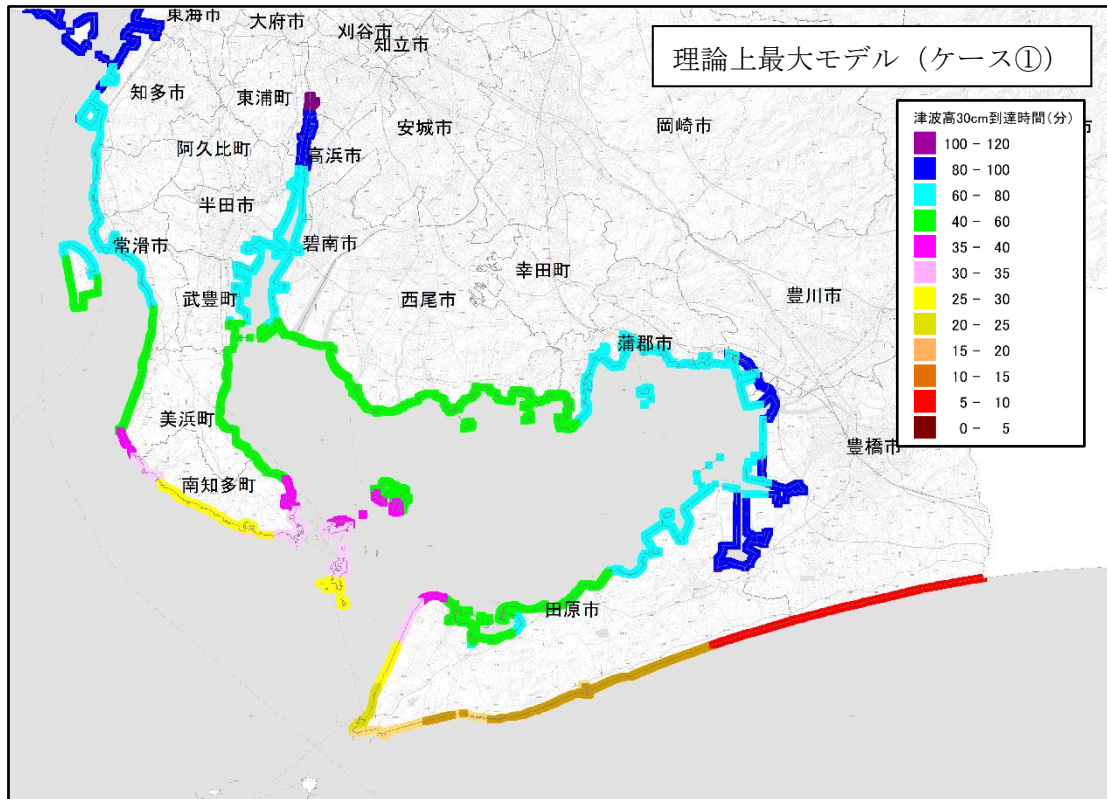 東海市
大府市
刈谷市
知立市
理論上最大モデル（ケース①）
知多市
東浦町
安城市
岡崎市
市
阿久比町
高浜市
半田市
碧南市
常滑市
武豊町
西尾市
幸田町
豊川市
蒲郡市
美浜町
豊橋市
南知多町
田原市
津波高30cm到達時間(分)
100 - 120
80 - 100
60 - 80
40 - 60
35 - 40
30 - 35
25 - 30
20 - 25
15 - 20
10 - 15
5 - 10
0 - 5